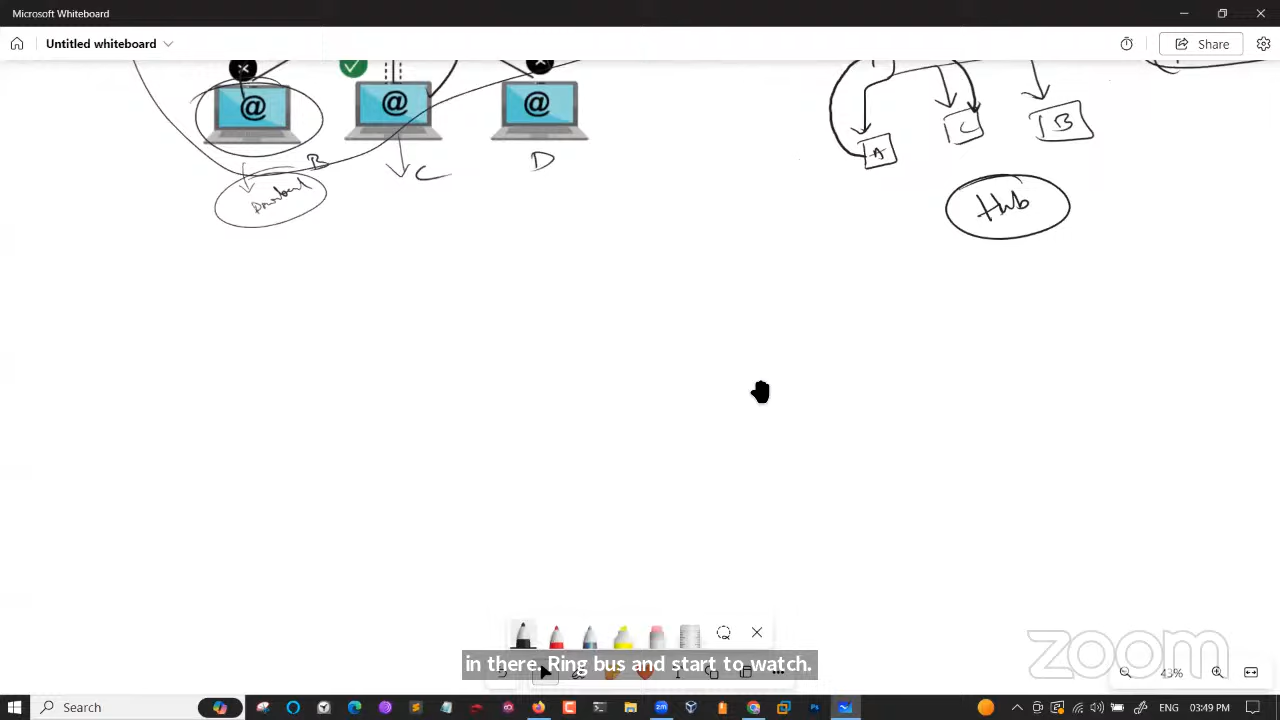 Microsoft Whiteboard
Untitled whiteboard
Share
@
@
@
B
C
D
A
C
B
Hub
in there. Ring bus and start to watch.
zoom
43%
Search
ENG
03:49 PM